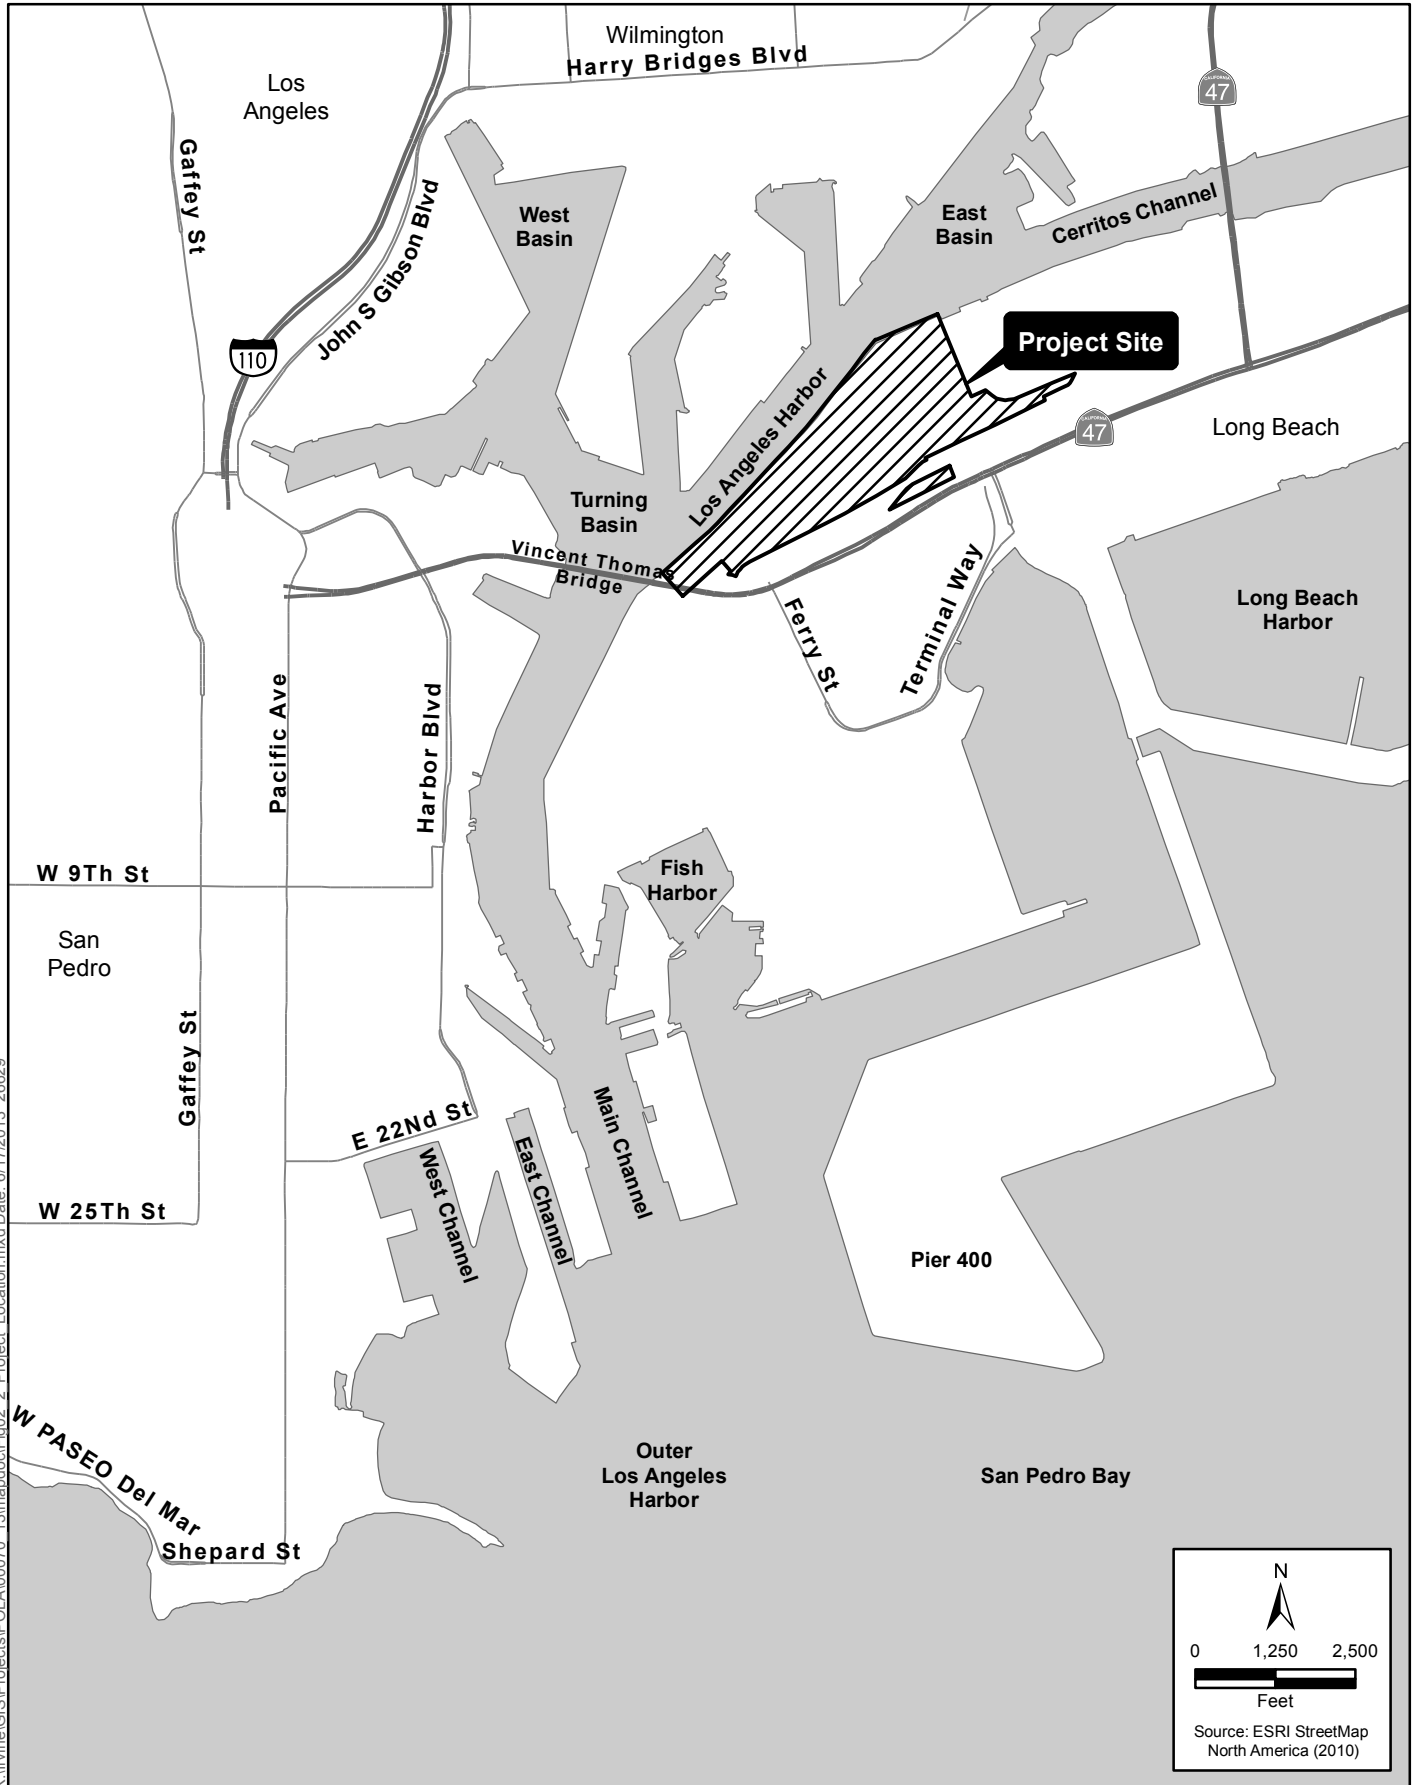 Wilmington
Harry Bridges Blvd
Los
Angeles
CALIFORNIA
47
Gaffey St
John S Gibson Blvd
West
Basin
East
Basin
Cerritos Channel
110
Project Site
Los Angeles Harbor
CALIFORNIA
47
Long Beach
Turning
Basin
Vincent Thomas
Bridge
Ferry St
Terminal Way
Long Beach
Harbor
Pacific Ave
Harbor Blvd
W 9Th St
Fish
Harbor
San
Pedro
Gaffey St
E 22Nd St
Main Channel
West Channel
East Channel
W 25Th St
Pier 400
W PASEO Del Mar
Shepard St
Outer
Los Angeles
Harbor
San Pedro Bay
N
0 1,250 2,500
Feet
Source: ESRI StreetMap
North America (2010)